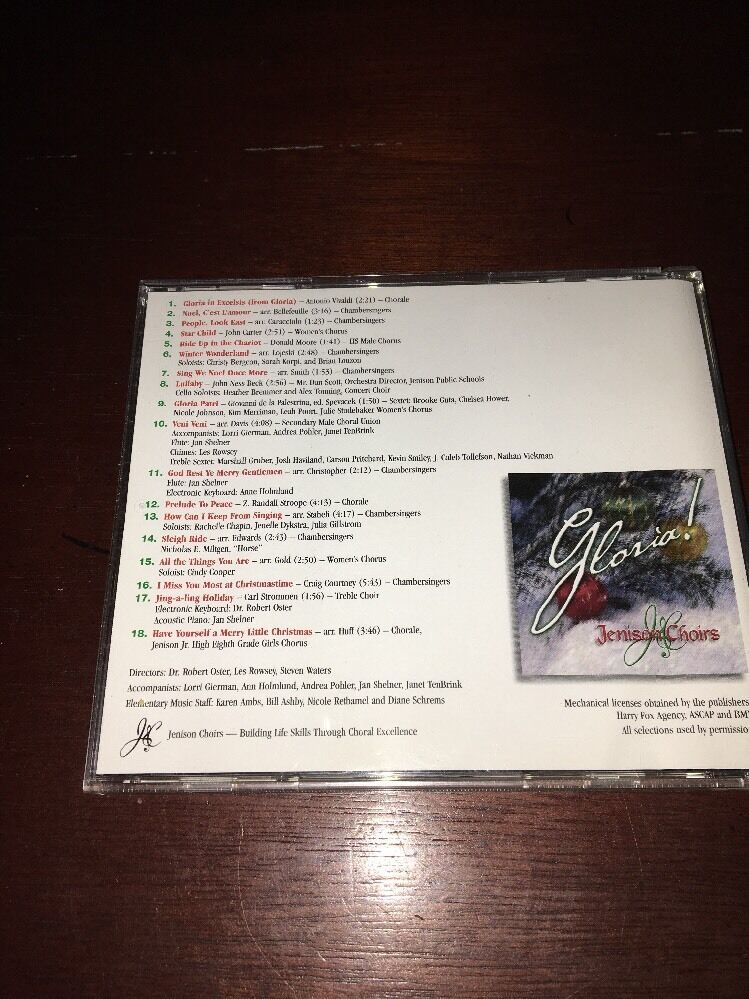 1. Gloria in Excelsis (from Gloria) – Antonio Vivaldi (2:21) – Chorale
2. Noel, C'est L'amour – arr. Bellefeuille (3:16) – Chambersingers
3. People, Look East – arr. Caracciolo (1:23) – Chambersingers
4. Star Child – John Carter (2:51) – Women's Chorus
5. Ride Up in the Chariot – Donald Moore (1:41) – HS Male Chorus
6. Winter Wonderland – arr. Lojeski (2:48) – Chambersingers
Soloists: Christy Bergeon, Sarah Korpi, and Brian Louzon
7. Sing We Noel Once More – arr. Smith (1:53) – Chambersingers
8. Lullaby – John Ness Beck (2:56) – Mr. Dan Scott, Orchestra Director, Jenison Public Schools
Cello Soloists: Heather Bremmer and Alex Tonning, Concert Choir
9. Gloria Patri – Giovanni de la Palestrina, ed. Spevacek (1:50) – Sextet: Brooke Guta, Chelsea Hower,
Nicole Johnson, Kim Merriman, Leah Pourt, Julie Studebaker Women's Chorus
10. Veni Veni – arr. Davis (4:08) – Secondary Male Choral Union
Accompanists: Lorri Gierman, Andrea Pohler, Janet TenBrink
Flute: Jan Shelner
Chimes: Les Rowsey
Treble Sextet: Marshall Gruber, Josh Haviland, Carson Pritchard, Kevin Smiley, J. Caleb Tollefson, Nathan Vickman
11. God Rest Ye Merry Gentlemen – arr. Christopher (2:12) – Chambersingers
Flute: Jan Shelner
Electronic Keyboard: Anne Holmlund
12. Prelude To Peace – Z. Randall Stroope (4:13) – Chorale
13. How Can I Keep From Singing – arr. Stabeli (4:17) – Chambersingers
Soloists: Rachelle Chapin, Jenelle Dykstra, Julia Gillstrom
14. Sleigh Ride – arr. Edwards (2:43) – Chambersingers
Nicholas E. Miltgen, "Horse"
15. All the Things You Are – arr. Gold (2:50) – Women's Chorus
Soloist: Cindy Cooper
16. I Miss You Most at Christmastime – Craig Courtney (5:43) – Chambersingers
17. Jing-a-ling Holiday – Carl Strommen (1:56) – Treble Choir
Electronic Keyboard: Dr. Robert Oster
Acoustic Piano: Jan Shelner
18. Have Yourself a Merry Little Christmas – arr. Huff (3:46) – Chorale,
Jenison Jr. High Eighth Grade Girls Chorus
Directors: Dr. Robert Oster, Les Rowsey, Steven Waters
Accompanists: Lorri Gierman, Ann Holmlund, Andrea Pohler, Jan Shelner, Janet TenBrink
Elementary Music Staff: Karen Ambs, Bill Ashby, Nicole Rethamel and Diane Schrems
JC Jenison Choirs — Building Life Skills Through Choral Excellence
Gloria!
Jenison Choirs
Mechanical licenses obtained by the publishers
Harry Fox Agency, ASCAP and BM
All selections used by permissio